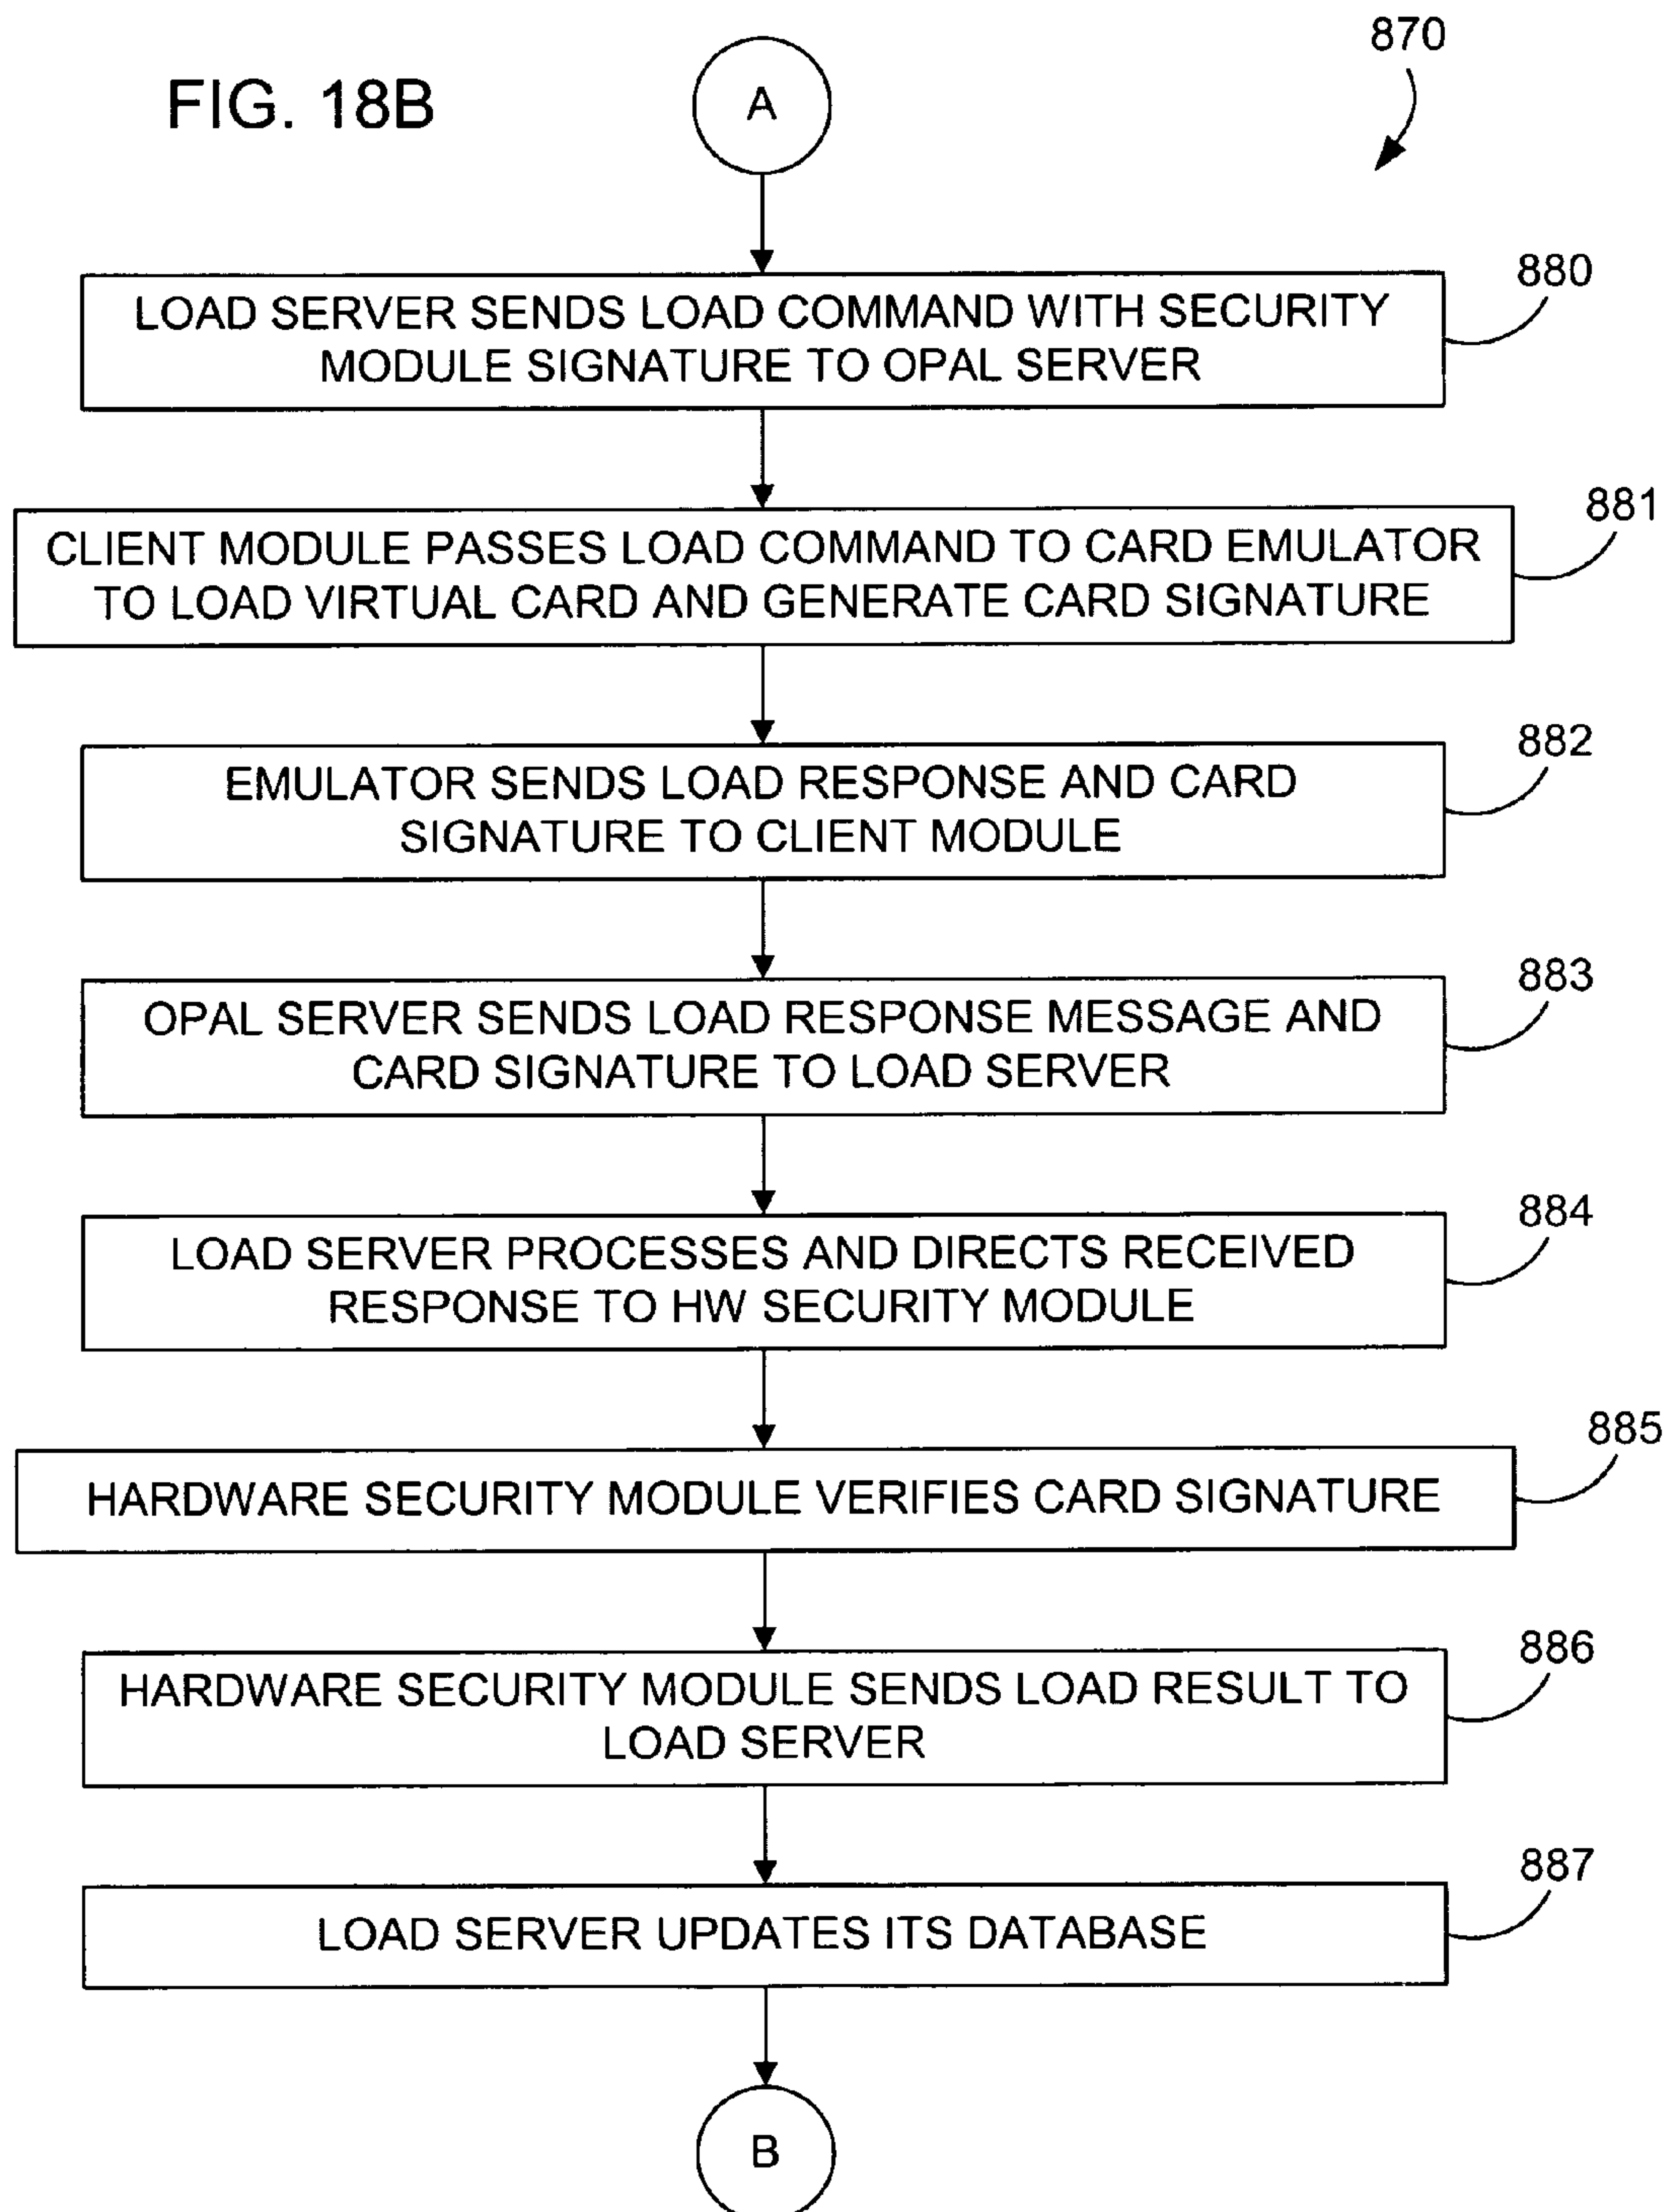 870
FIG. 18B
A
880
LOAD SERVER SENDS LOAD COMMAND WITH SECURITY
MODULE SIGNATURE TO OPAL SERVER
881
CLIENT MODULE PASSES LOAD COMMAND TO CARD EMULATOR
TO LOAD VIRTUAL CARD AND GENERATE CARD SIGNATURE
882
EMULATOR SENDS LOAD RESPONSE AND CARD
SIGNATURE TO CLIENT MODULE
883
OPAL SERVER SENDS LOAD RESPONSE MESSAGE AND
CARD SIGNATURE TO LOAD SERVER
884
LOAD SERVER PROCESSES AND DIRECTS RECEIVED
RESPONSE TO HW SECURITY MODULE
885
HARDWARE SECURITY MODULE VERIFIES CARD SIGNATURE
886
HARDWARE SECURITY MODULE SENDS LOAD RESULT TO
LOAD SERVER
887
LOAD SERVER UPDATES ITS DATABASE
B